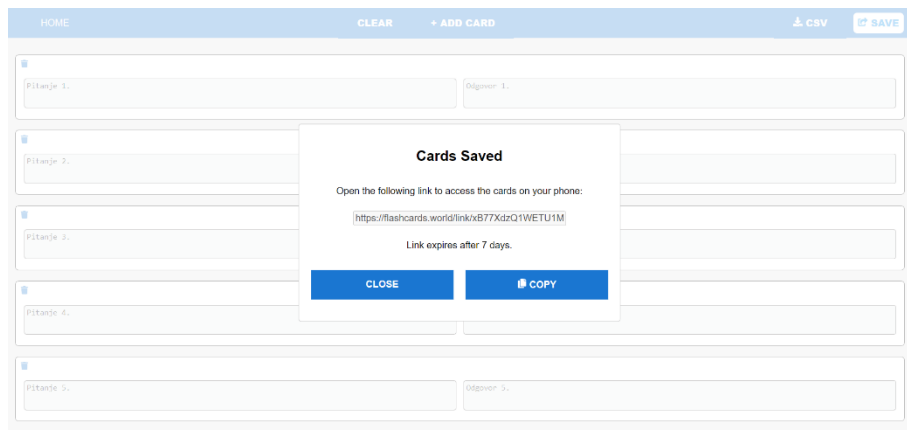 HOME CLEAR + ADD CARD CSV SAVE
Pitanje 1. Odgovor 1.
Pitanje 2.
Pitanje 3.
Pitanje 4.
Pitanje 5. Odgovor 5.
Cards Saved
Open the following link to access the cards on your phone:
https://flashcards.world/link/xB77XdzQ1WETU1M
Link expires after 7 days.
CLOSE COPY